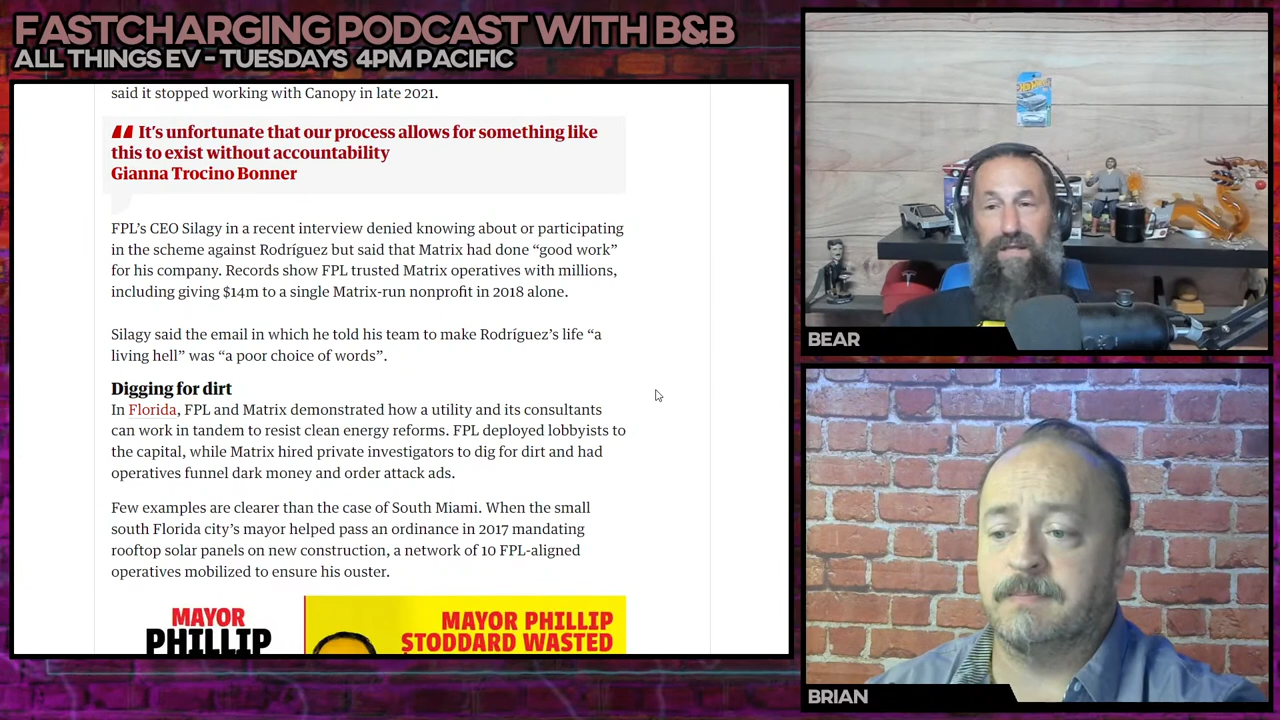 FASTCHARGING PODCAST WITH B&B
ALL THINGS EV - TUESDAYS 4PM PACIFIC
said it stopped working with Canopy in late 2021.
It's unfortunate that our process allows for something like
this to exist without accountability
Gianna Trocino Bonner
FPL's CEO Silagy in a recent interview denied knowing about or participating
in the scheme against Rodríguez but said that Matrix had done “good work”
for his company. Records show FPL trusted Matrix operatives with millions,
including giving $14m to a single Matrix-run nonprofit in 2018 alone.
Silagy said the email in which he told his team to make Rodríguez's life “a
living hell” was “a poor choice of words”.
Digging for dirt
In Florida, FPL and Matrix demonstrated how a utility and its consultants
can work in tandem to resist clean energy reforms. FPL deployed lobbyists to
the capital, while Matrix hired private investigators to dig for dirt and had
operatives funnel dark money and order attack ads.
Few examples are clearer than the case of South Miami. When the small
south Florida city's mayor helped pass an ordinance in 2017 mandating
rooftop solar panels on new construction, a network of 10 FPL-aligned
operatives mobilized to ensure his ouster.
MAYOR
PHILLIP
MAYOR PHILLIP
STODDARD WASTED
BEAR
BRIAN